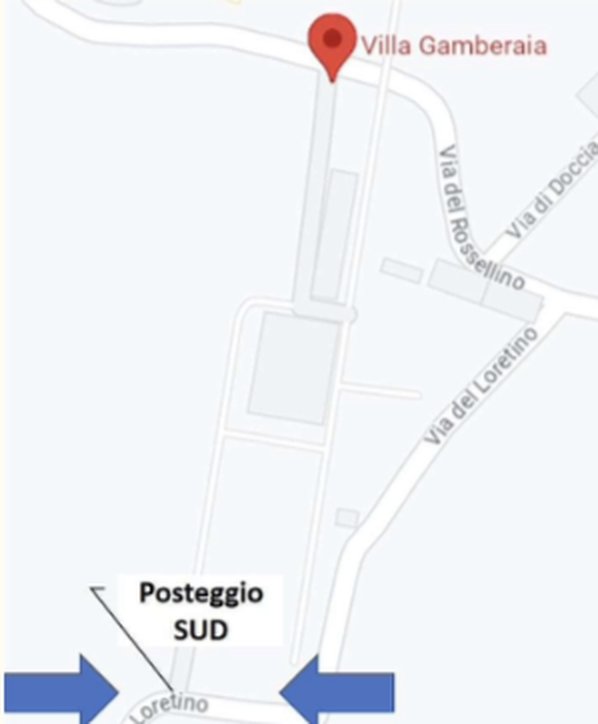 Villa Gamberaia
Via del Rossellino
Via di Doccia
Via del Loretino
Posteggio
SUD
Loretino